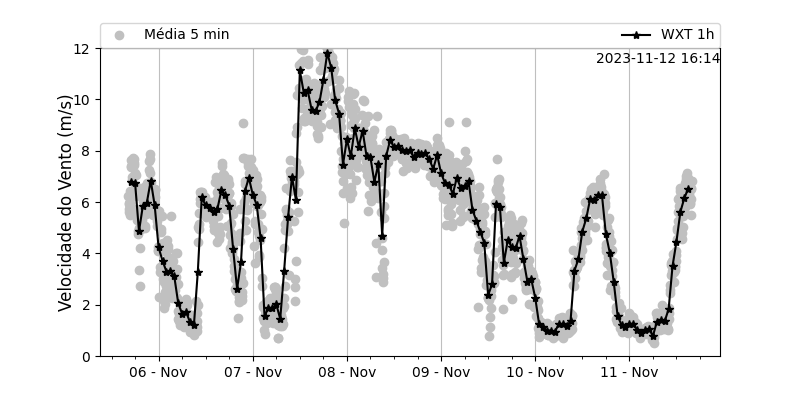 Média 5 min
WXT 1h
2023-11-12 16:14
Velocidade do Vento (m/s)
12
10
8
6
4
2
0
06 - Nov
07 - Nov
08 - Nov
09 - Nov
10 - Nov
11 - Nov